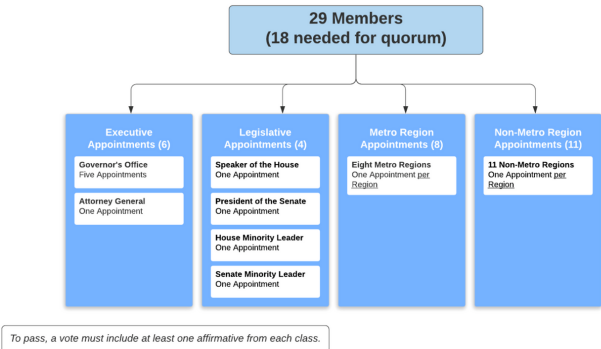 29 Members
(18 needed for quorum)
Executive
Appointments (6)
Governor's Office
Five Appointments
Attorney General
One Appointment
Legislative
Appointments (4)
Speaker of the House
One Appointment
President of the Senate
One Appointment
House Minority Leader
One Appointment
Senate Minority Leader
One Appointment
Metro Region
Appointments (8)
Eight Metro Regions
One Appointment per
Region
Non-Metro Region
Appointments (11)
11 Non-Metro Regions
One Appointment per
Region
To pass, a vote must include at least one affirmative from each class.